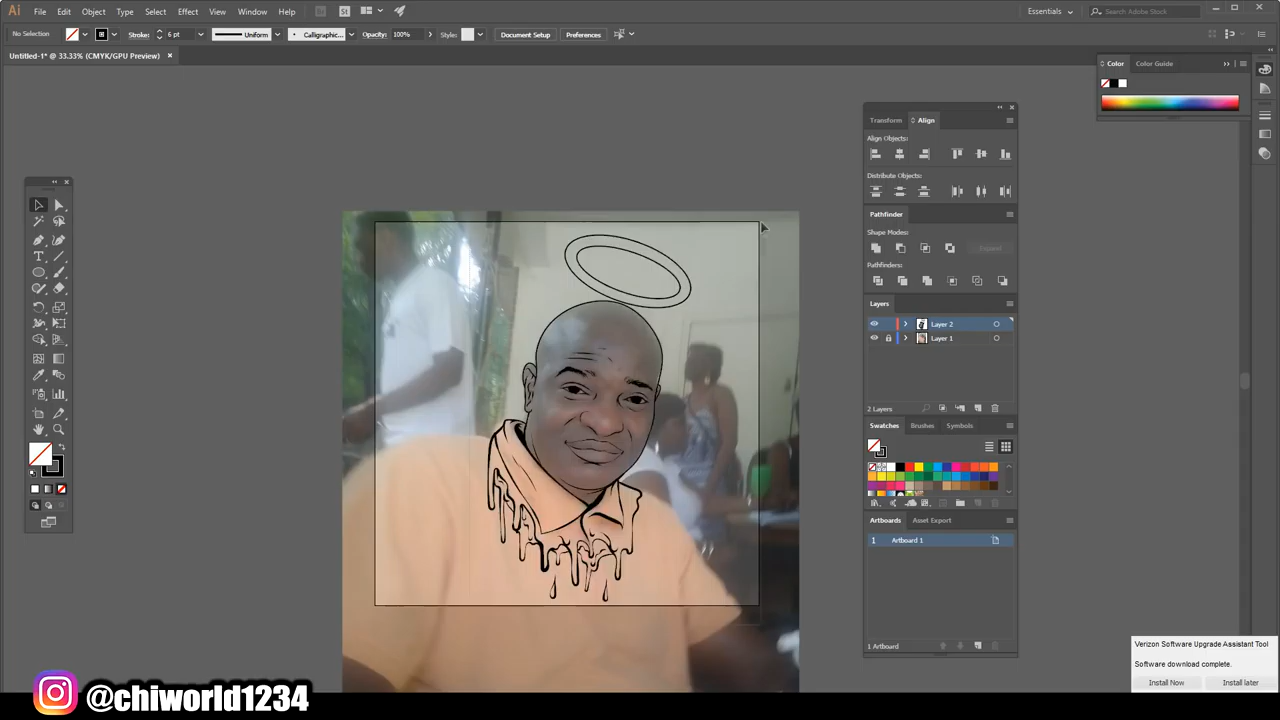 Ai File Edit Object Type Select Effect View Window Help Br St Essentials Search Adobe Stock
No Selection Stroke: 6 pt Uniform Calligraphic... Opacity: 100% Style: Document Setup Preferences
Untitled-1* @ 33.33% (CMYK/GPU Preview) ×
Color Color Guide
Transform Align
Align Objects:
Distribute Objects:
Pathfinder
Shape Modes:
Expand
Pathfinders:
Layers
Layer 2
Layer 1
2 Layers
Swatches Brushes Symbols
Artboards Asset Export
1 Artboard 1
1 Artboard
Verizon Software Upgrade Assistant Tool
Software download complete.
Install Now Install later
@chiworld1234